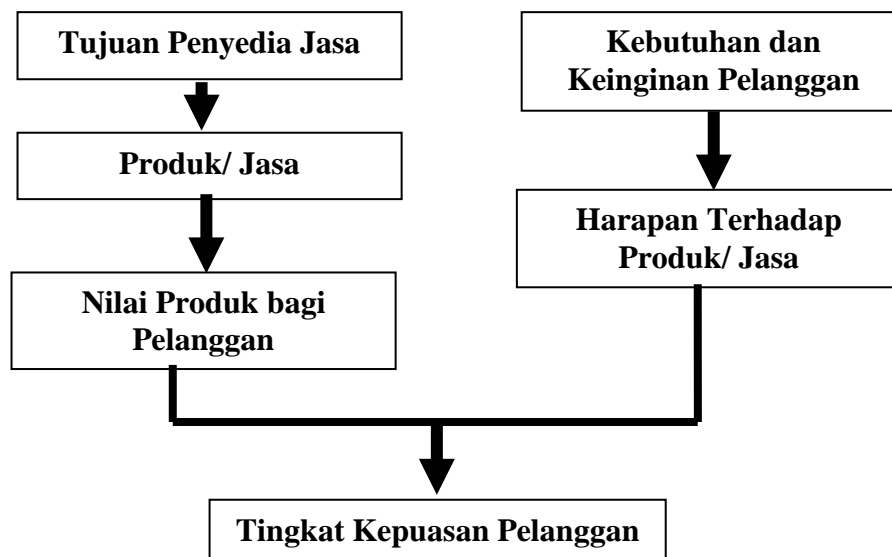 Tujuan Penyedia Jasa
Produk/ Jasa
Nilai Produk bagi
Pelanggan
Kebutuhan dan
Keinginan Pelanggan
Harapan Terhadap
Produk/ Jasa
Tingkat Kepuasan Pelanggan